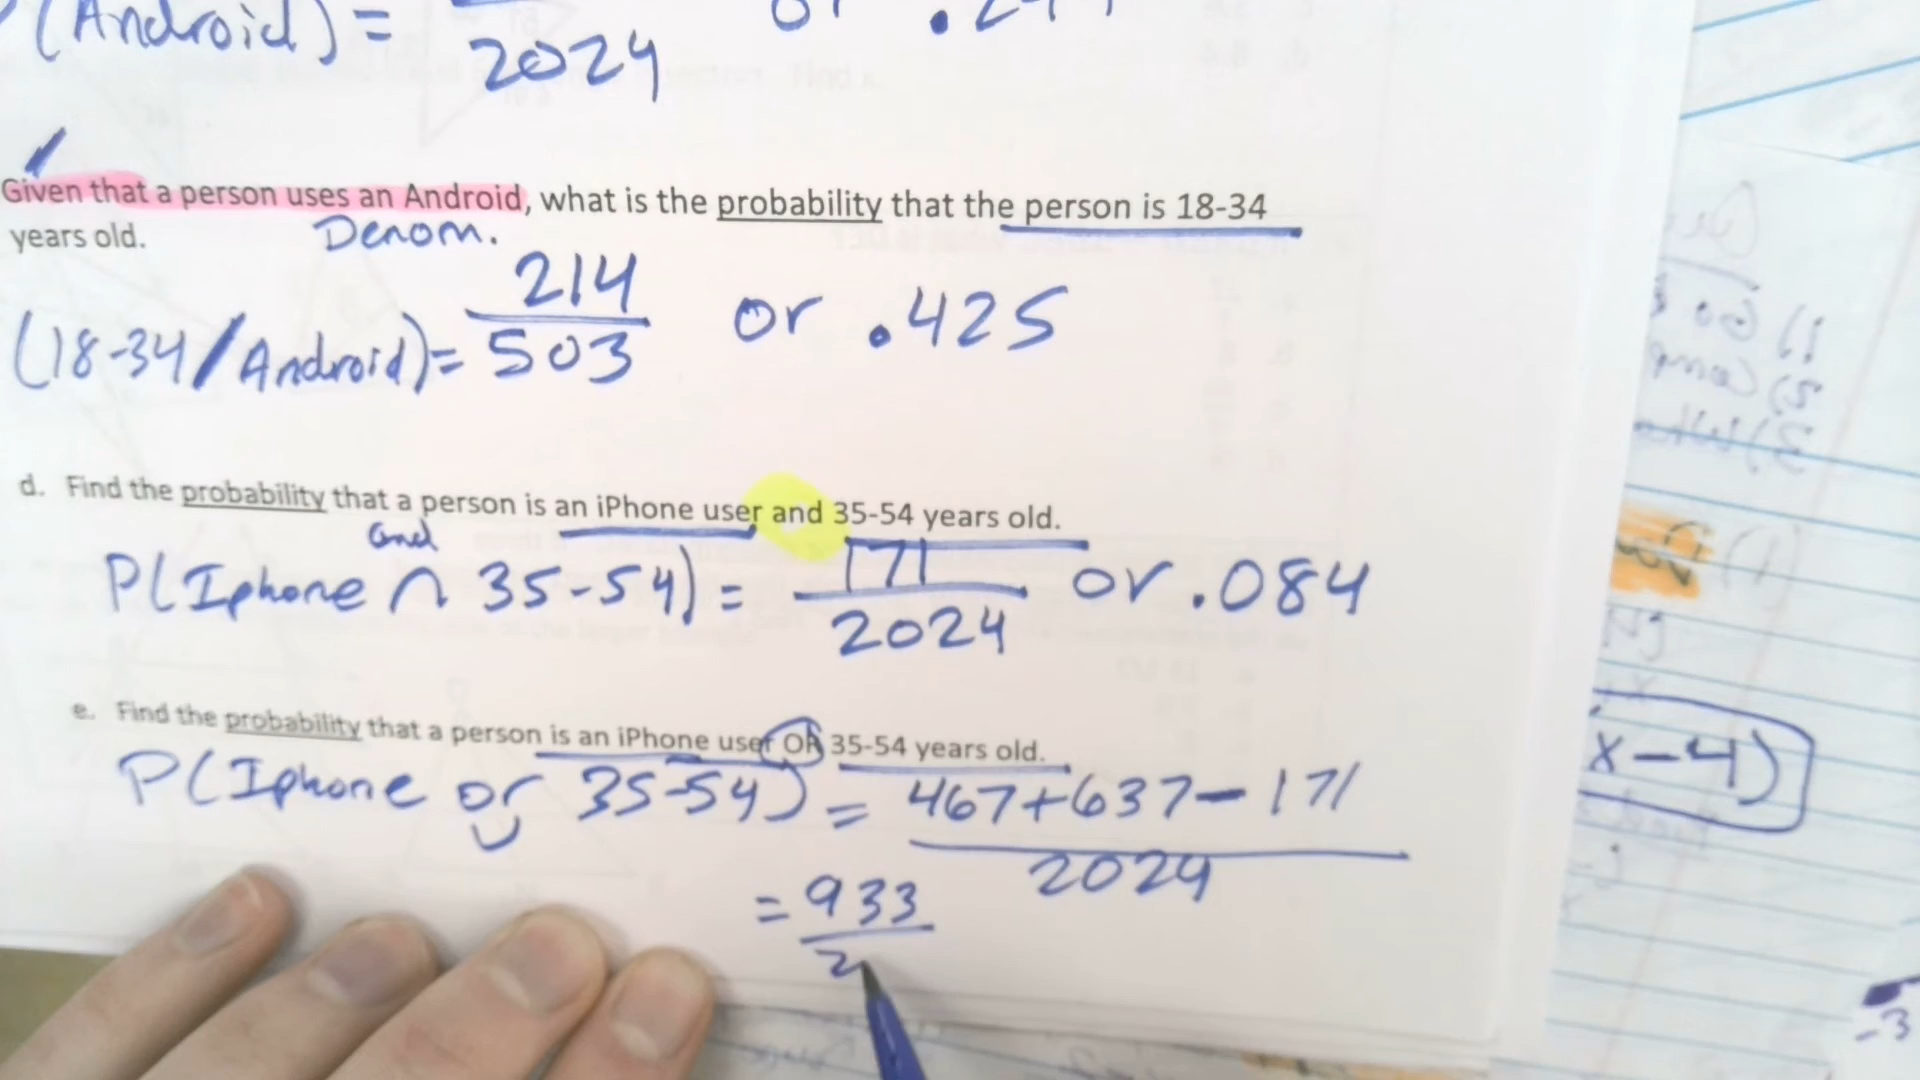 (Android) =
2024
or
Given that a person uses an Android, what is the probability that the person is 18-34
years old.
Denom.
(18-34/Android) = 214/503 or .425
d. Find the probability that a person is an iPhone user and 35-54 years old.
and
P(Iphone ∩ 35-54) = 171/2024 or .084
e. Find the probability that a person is an iPhone user OR 35-54 years old.
P(Iphone or 35-54) = 467+637-171
2024
= 933
2
x-4)
-3